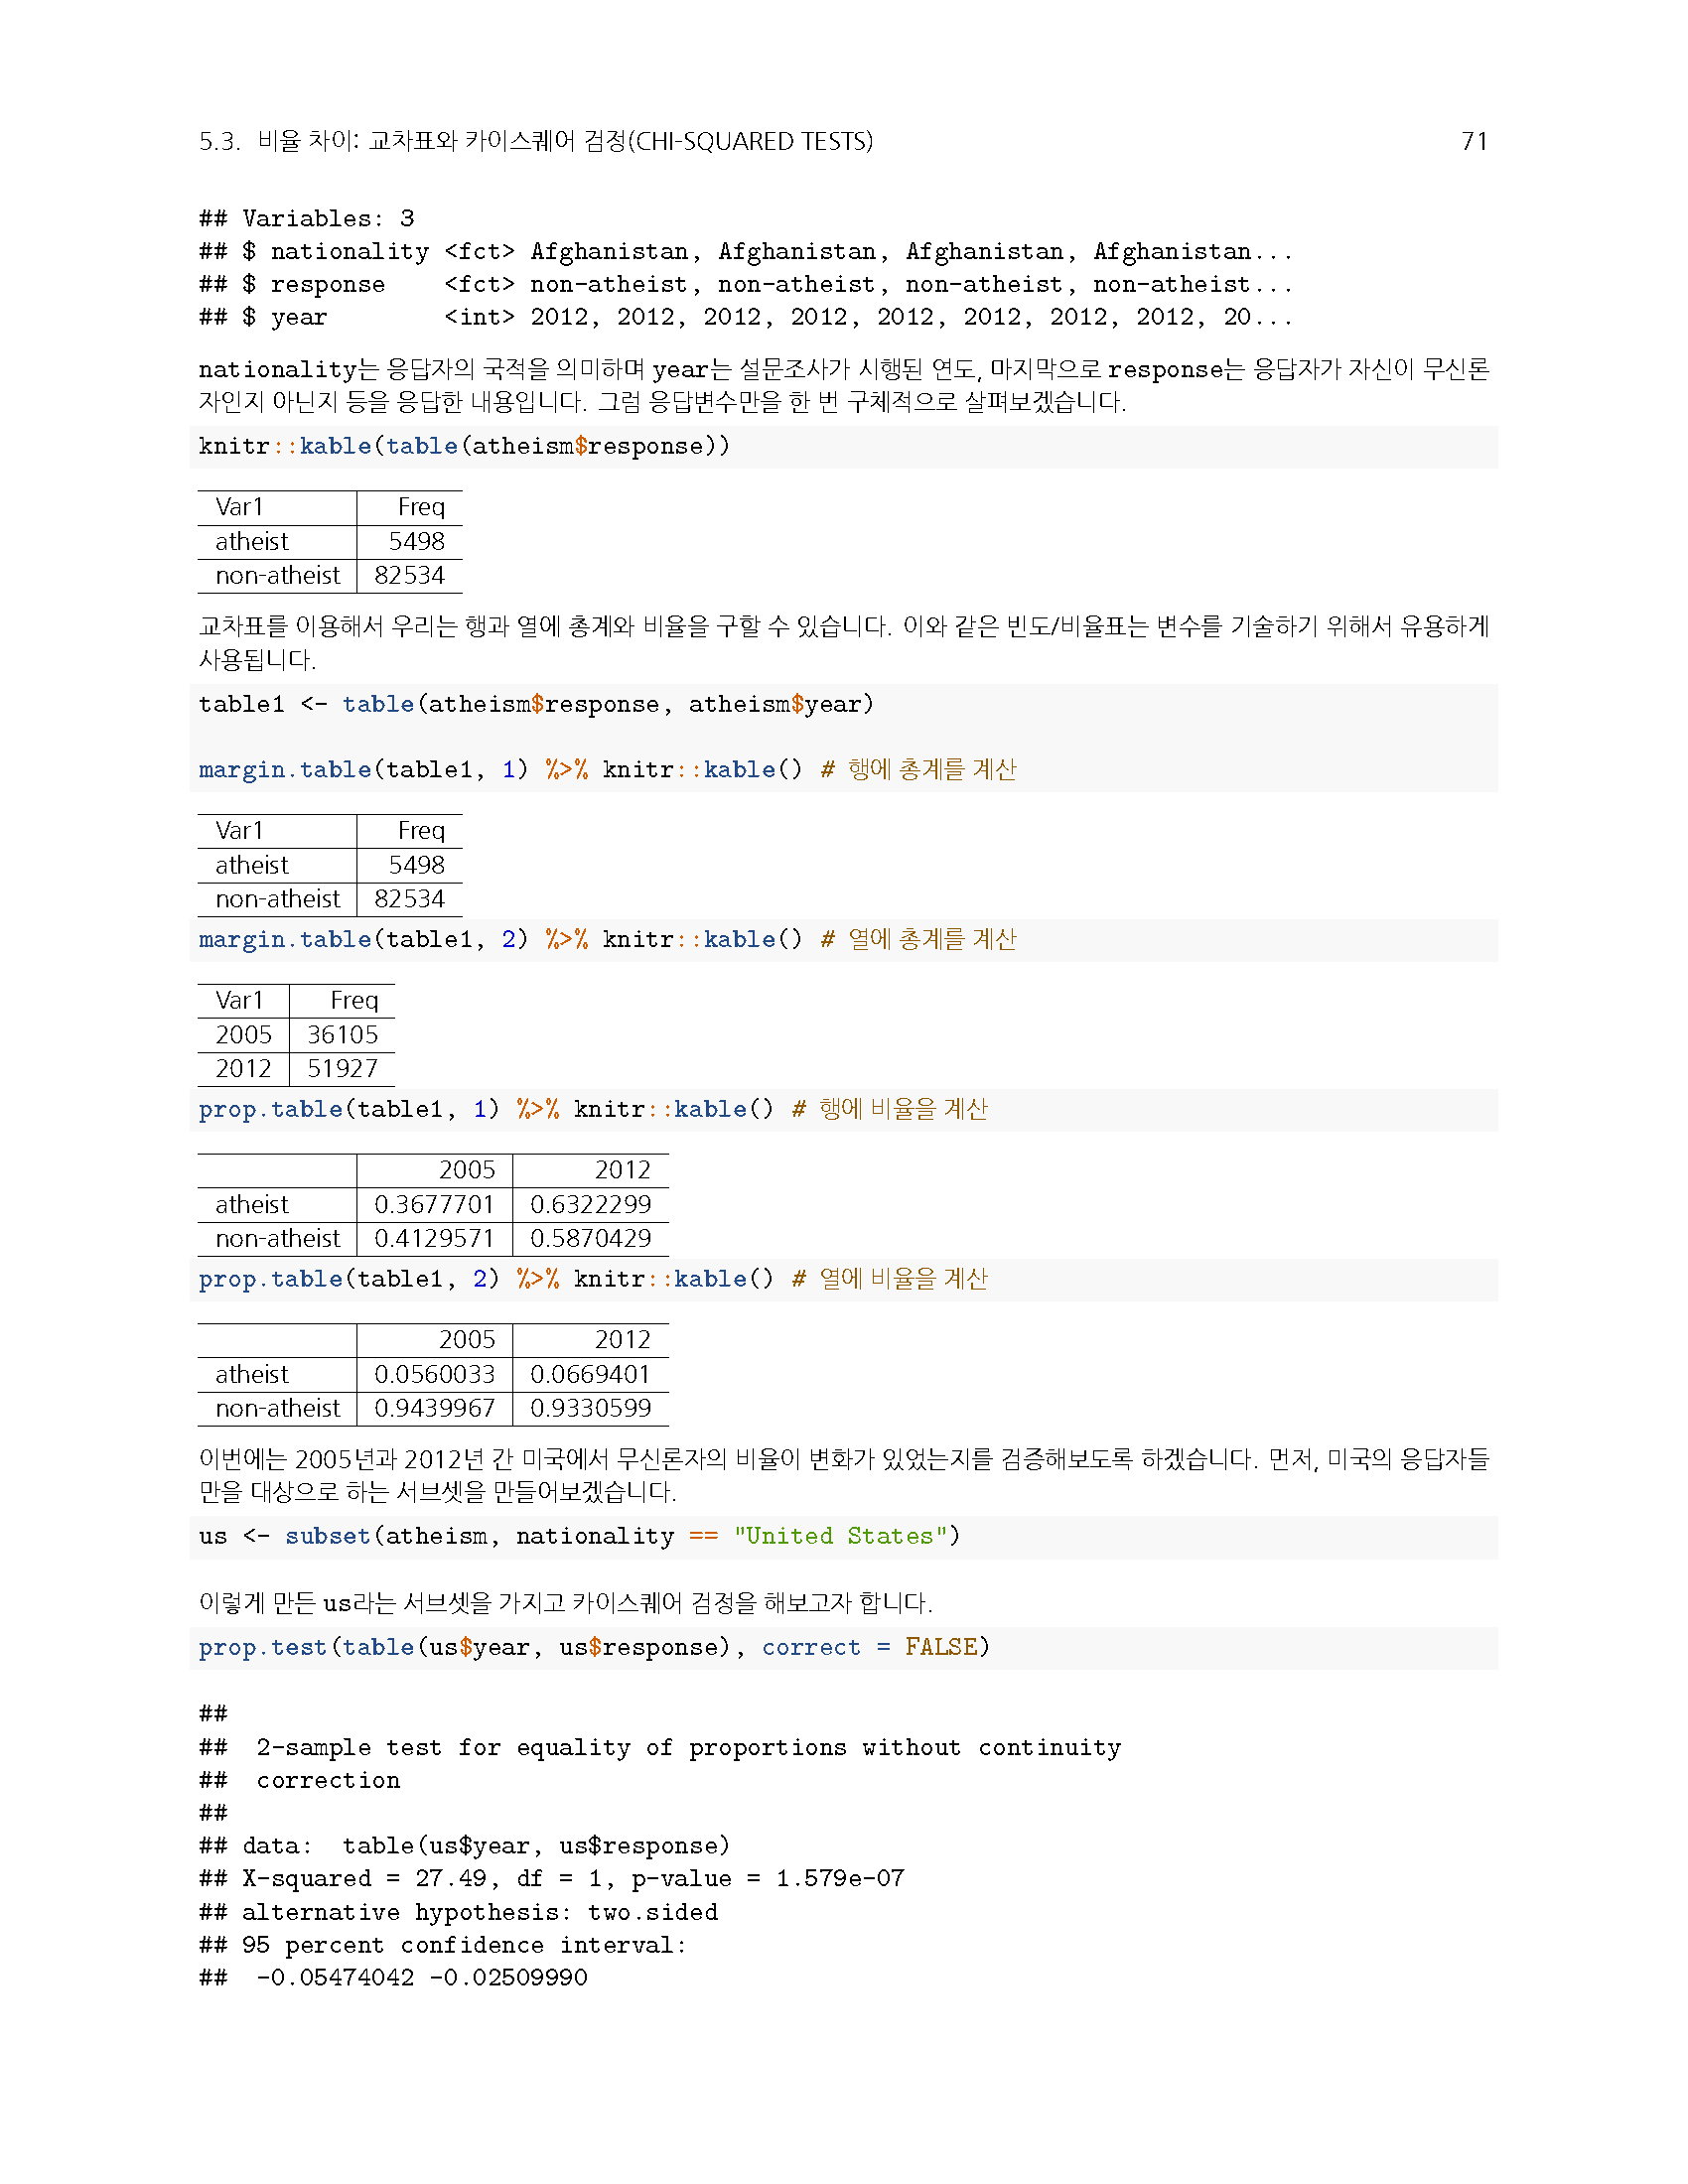 5.3. 비율 차이: 교차표와 카이스퀘어 검정(CHI-SQUARED TESTS) 71
## Variables: 3
## $ nationality <fct> Afghanistan, Afghanistan, Afghanistan, Afghanistan...
## $ response    <fct> non-atheist, non-atheist, non-atheist, non-atheist...
## $ year        <int> 2012, 2012, 2012, 2012, 2012, 2012, 2012, 2012, 20...
nationality는 응답자의 국적을 의미하며 year는 설문조사가 시행된 연도, 마지막으로 response는 응답자가 자신이 무신론
자인지 아닌지 등을 응답한 내용입니다. 그럼 응답변수만을 한 번 구체적으로 살펴보겠습니다.
knitr::kable(table(atheism$response))
Var1 Freq
atheist 5498
non-atheist 82534
교차표를 이용해서 우리는 행과 열에 총계와 비율을 구할 수 있습니다. 이와 같은 빈도/비율표는 변수를 기술하기 위해서 유용하게
사용됩니다.
table1 <- table(atheism$response, atheism$year)
margin.table(table1, 1) %>% knitr::kable() # 행에 총계를 계산
Var1 Freq
atheist 5498
non-atheist 82534
margin.table(table1, 2) %>% knitr::kable() # 열에 총계를 계산
Var1 Freq
2005 36105
2012 51927
prop.table(table1, 1) %>% knitr::kable() # 행에 비율을 계산
2005 2012
atheist 0.3677701 0.6322299
non-atheist 0.4129571 0.5870429
prop.table(table1, 2) %>% knitr::kable() # 열에 비율을 계산
2005 2012
atheist 0.0560033 0.0669401
non-atheist 0.9439967 0.9330599
이번에는 2005년과 2012년 간 미국에서 무신론자의 비율이 변화가 있었는지를 검증해보도록 하겠습니다. 먼저, 미국의 응답자들
만을 대상으로 하는 서브셋을 만들어보겠습니다.
us <- subset(atheism, nationality == "United States")
이렇게 만든 us라는 서브셋을 가지고 카이스퀘어 검정을 해보고자 합니다.
prop.test(table(us$year, us$response), correct = FALSE)
##
##  2-sample test for equality of proportions without continuity
##  correction
##
## data:  table(us$year, us$response)
## X-squared = 27.49, df = 1, p-value = 1.579e-07
## alternative hypothesis: two.sided
## 95 percent confidence interval:
##  -0.05474042 -0.02509990